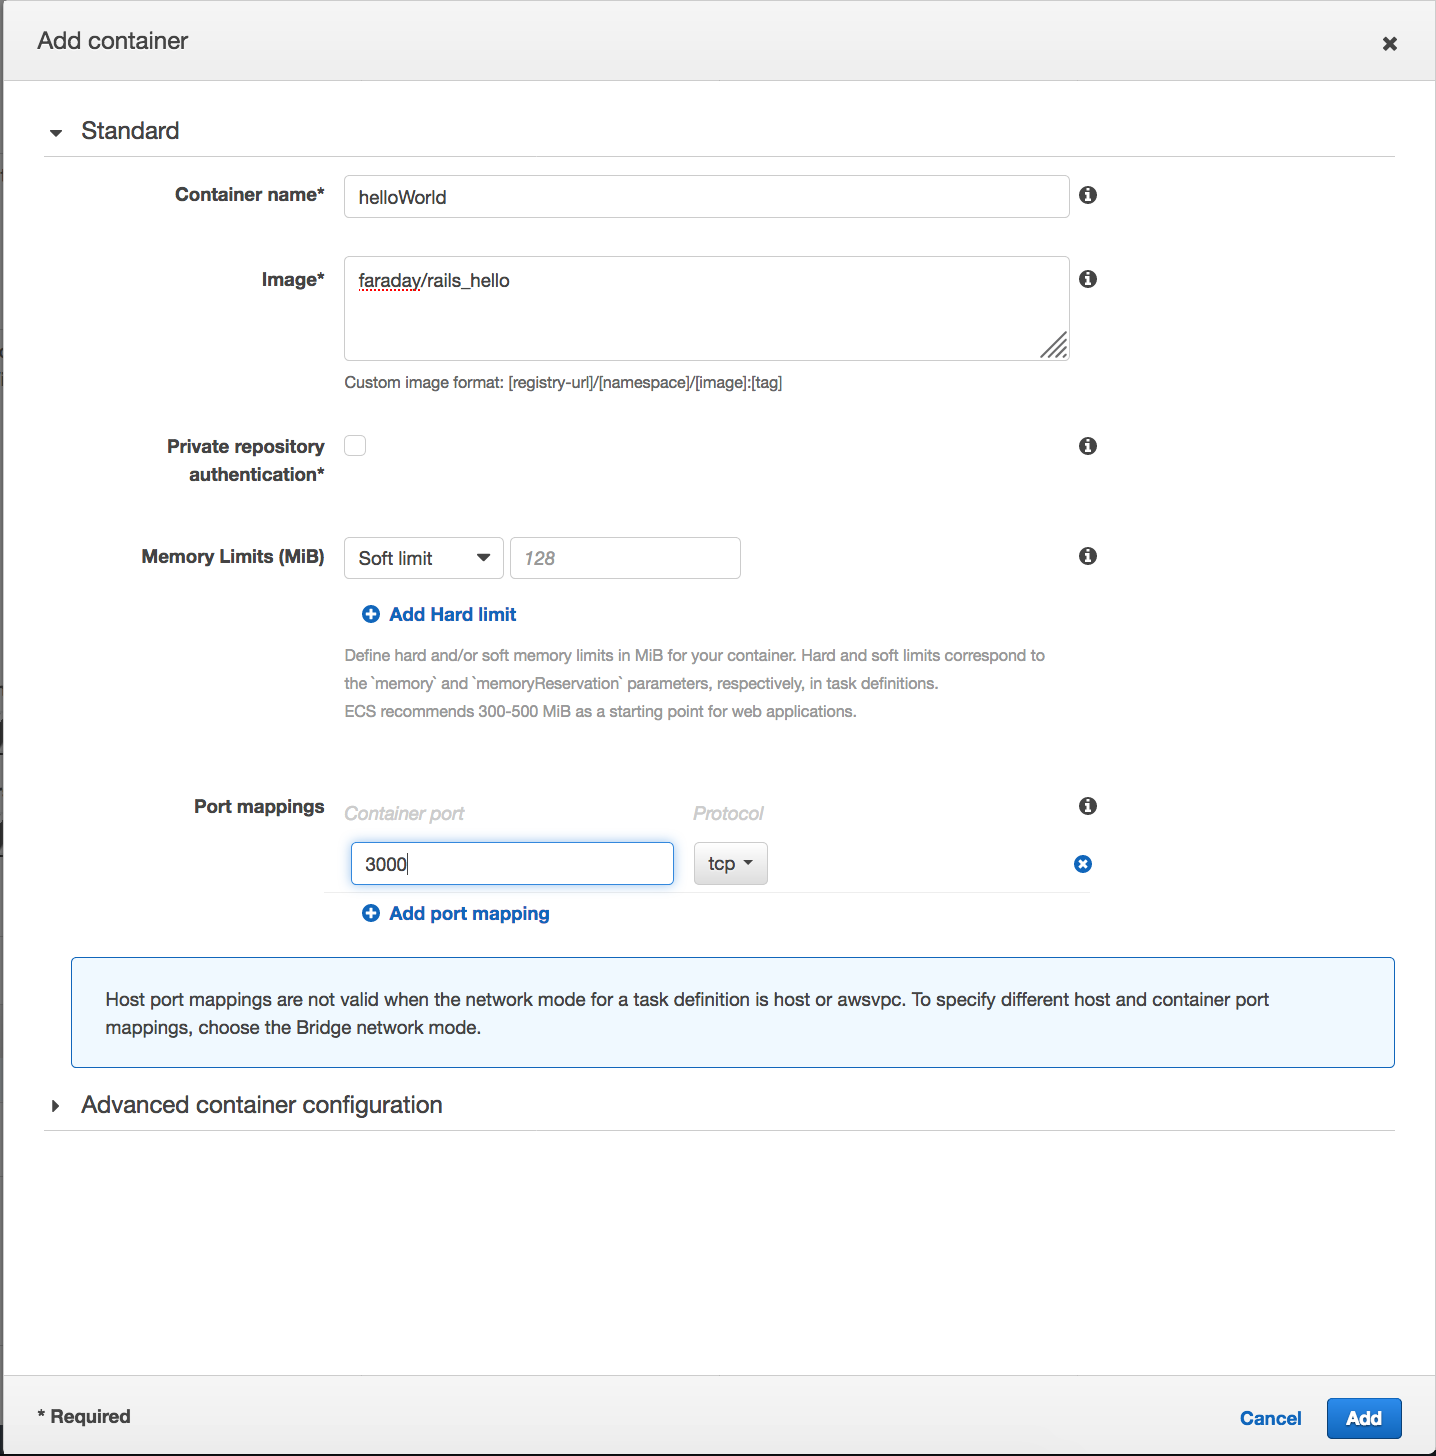 Add container
Standard
Container name*
helloWorld
Image*
faraday/rails_hello
Custom image format: [registry-url]/[namespace]/[image]:[tag]
Private repository
authentication*
Memory Limits (MiB)
Soft limit
128
Add Hard limit
Define hard and/or soft memory limits in MiB for your container. Hard and soft limits correspond to
the `memory` and `memoryReservation` parameters, respectively, in task definitions.
ECS recommends 300-500 MiB as a starting point for web applications.
Port mappings
Container port
Protocol
3000
tcp
Add port mapping
Host port mappings are not valid when the network mode for a task definition is host or awsvpc. To specify different host and container port
mappings, choose the Bridge network mode.
Advanced container configuration
* Required
Cancel
Add